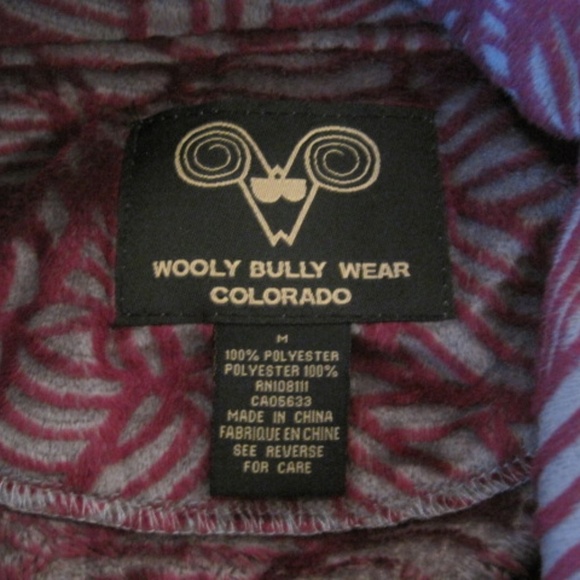 WOOLY BULLY WEAR
COLORADO
M
100% POLYESTER
POLYESTER 100%
RN108111
CA05633
MADE IN CHINA
FABRIQUE EN CHINE
SEE REVERSE
FOR CARE